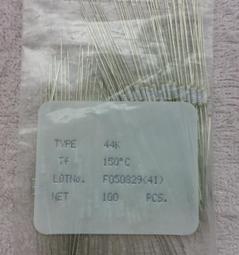 TYPE 44K
Tf 150°C
LOTNo. F050829(41)
NET 100 PCS.